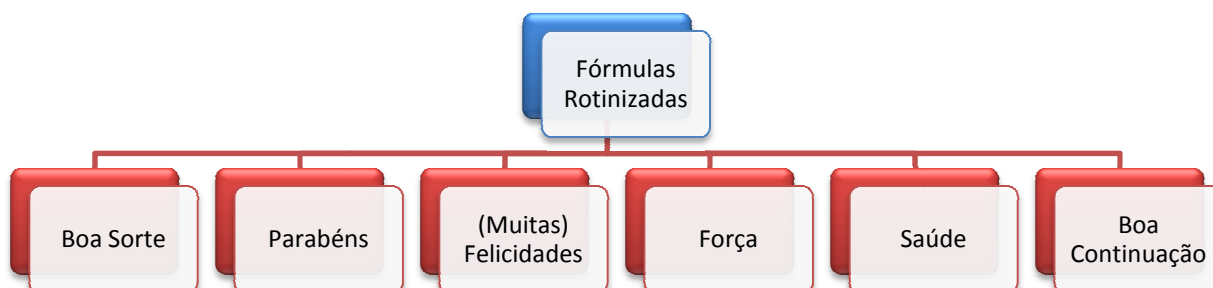 Fórmulas
Rotinizadas
Boa Sorte
Parabéns
(Muitas)
Felicidades
Força
Saúde
Boa
Continuação